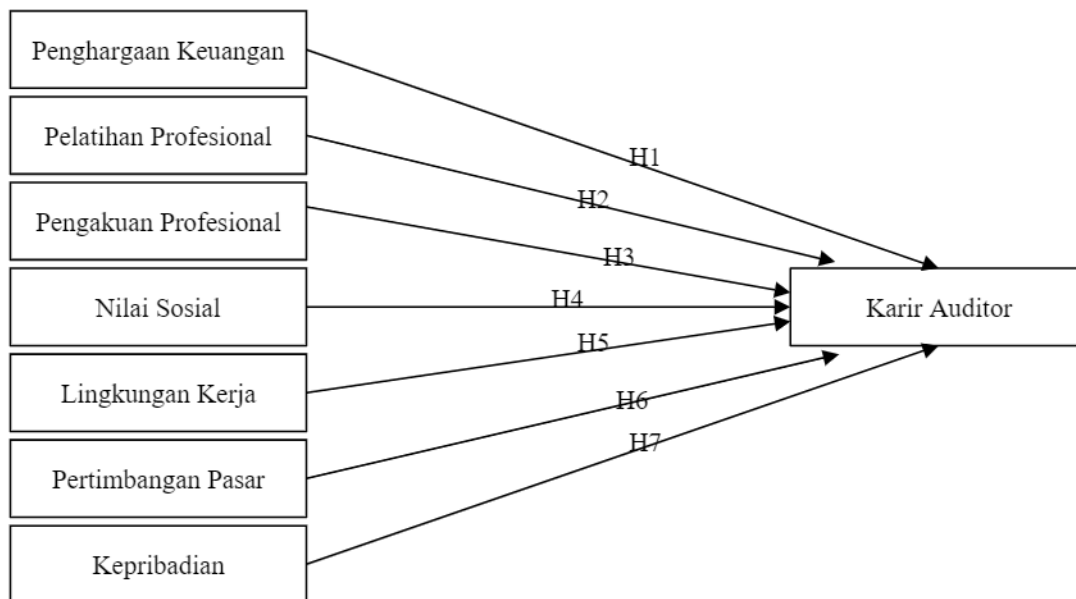 Penghargaan Keuangan
Pelatihan Profesional
Pengakuan Profesional
Nilai Sosial
Lingkungan Kerja
Pertimbangan Pasar
Kepribadian
H1
H2
H3
H4
H5
H6
H7
Karir Auditor